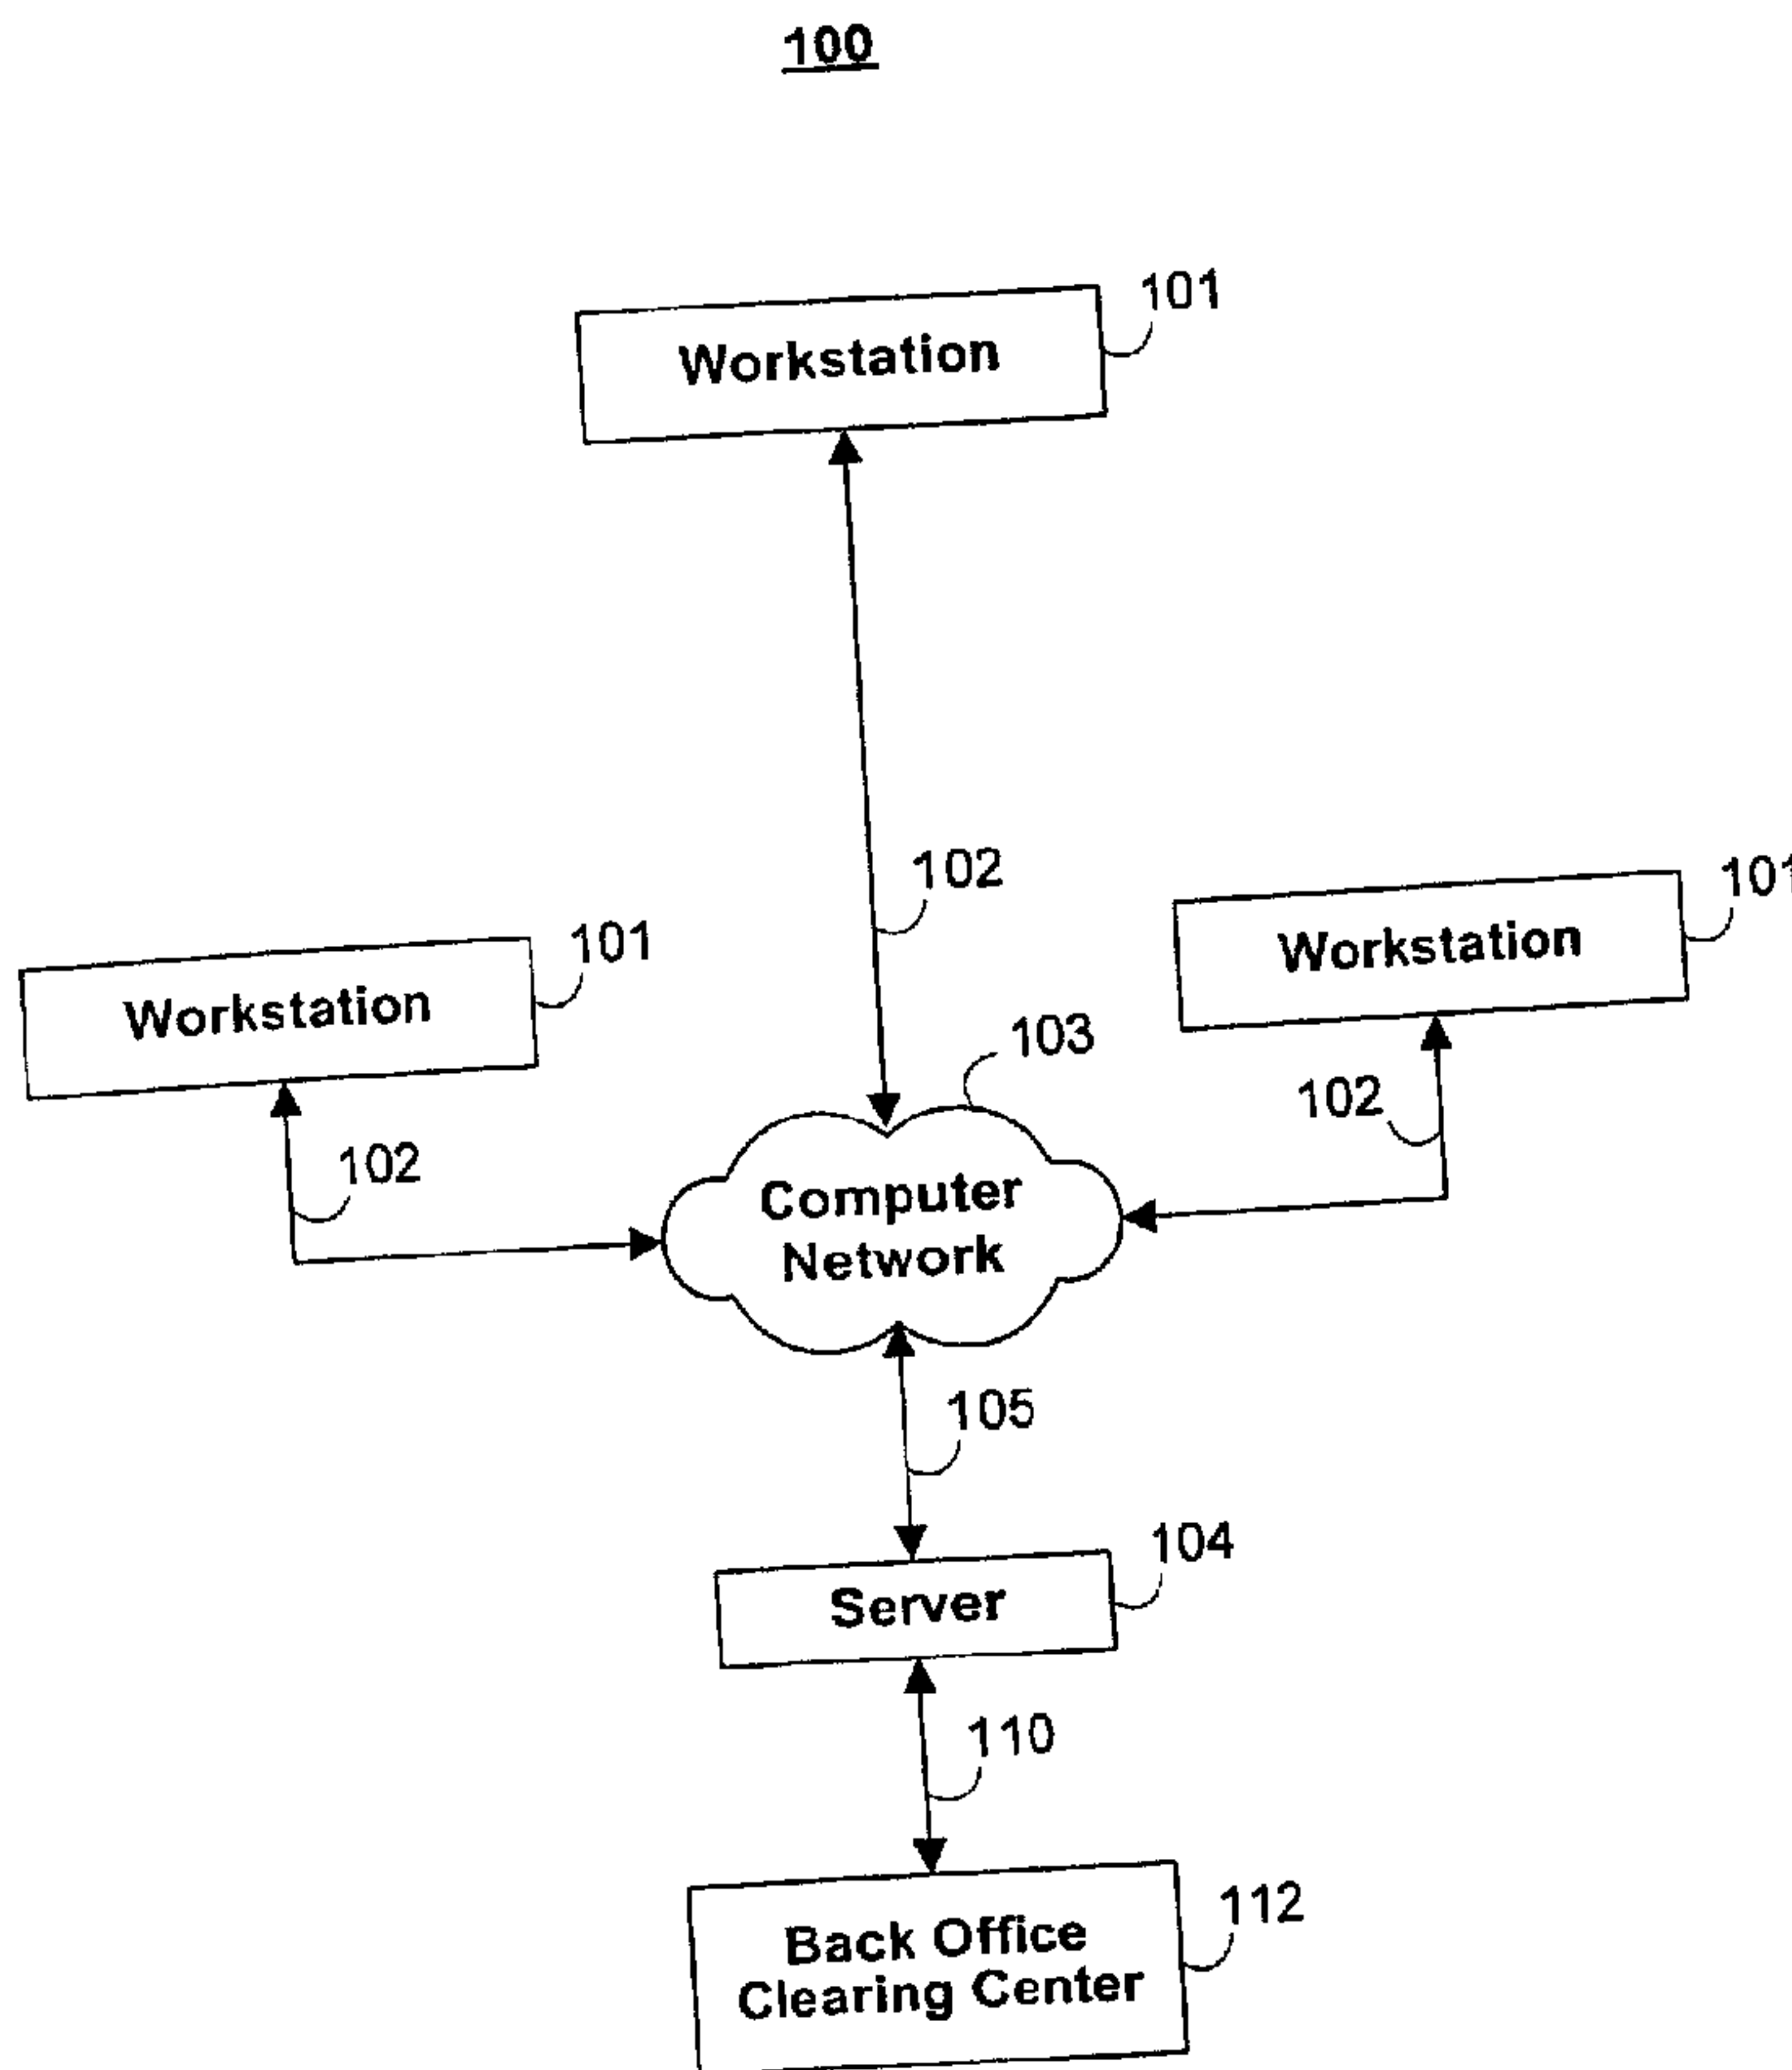 100
101
Workstation
102
101
Workstation
101
Workstation
103
102
102
Computer
Network
105
104
Server
110
112
Back Office
Clearing Center